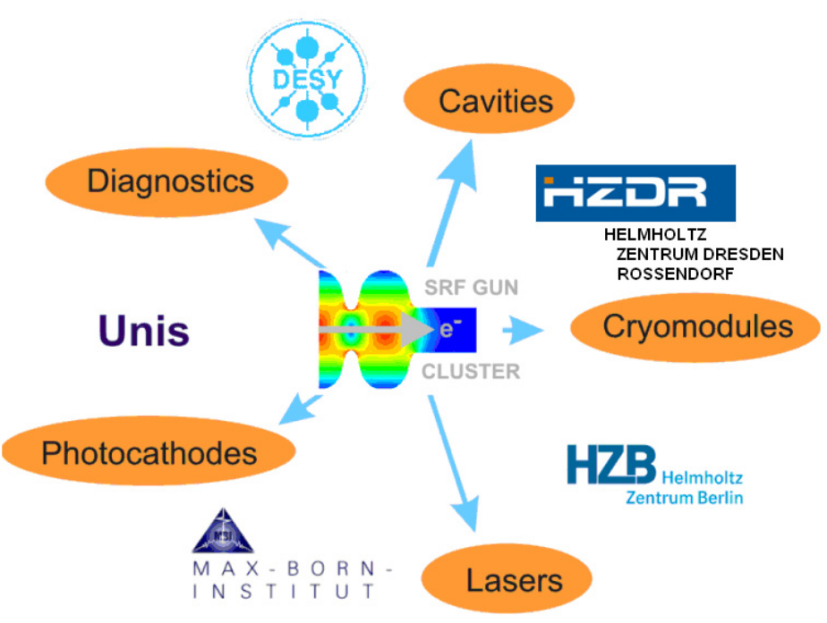 DESY
Cavities
Diagnostics
HZDR
HELMHOLTZ
ZENTRUM DRESDEN
ROSSENDORF
SRF GUN
Unis
e-
Cryomodules
CLUSTER
Photocathodes
HZB Helmholtz
Zentrum Berlin
MBI
MAX-BORN-
INSTITUT
Lasers